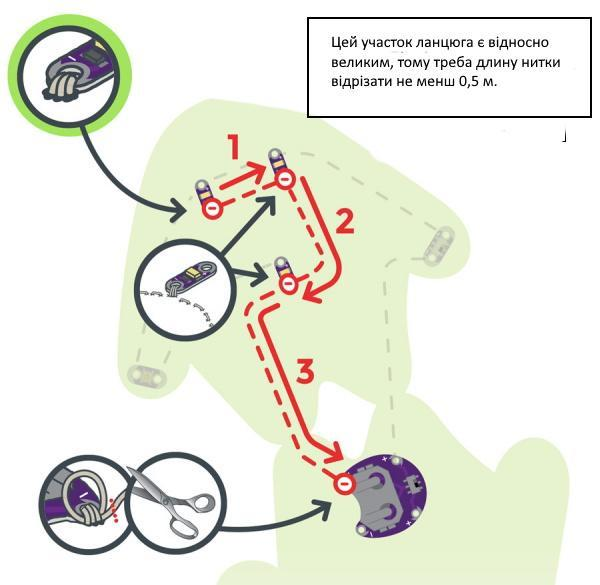 Цей участок ланцюга є відносно
великим, тому треба длину нитки
відрізати не менш 0,5 м.
1
2
3